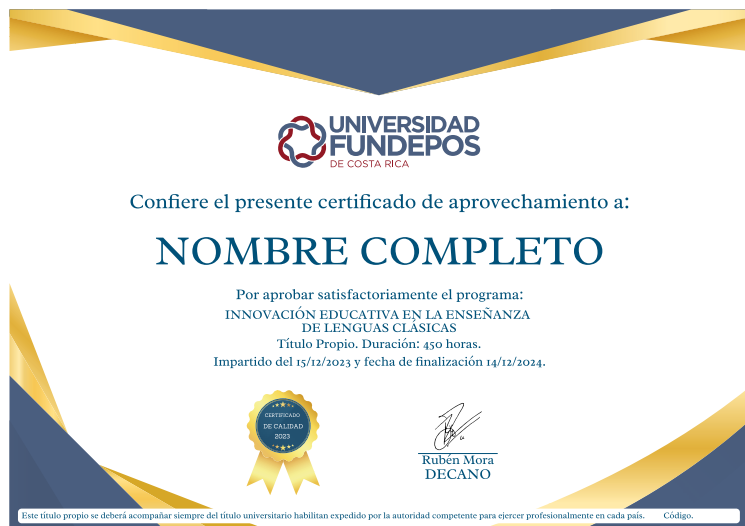 UNIVERSIDAD
FUNDEPOS
DE COSTA RICA
Confiere el presente certificado de aprovechamiento a:
NOMBRE COMPLETO
Por aprobar satisfactoriamente el programa:
INNOVACIÓN EDUCATIVA EN LA ENSEÑANZA
DE LENGUAS CLÁSICAS
Título Propio. Duración: 450 horas.
Impartido del 15/12/2023 y fecha de finalización 14/12/2024.
CERTIFICADO
DE CALIDAD
2023
Rubén Mora
DECANO
Este título propio se deberá acompañar siempre del título universitario habilitan expedido por la autoridad competente para ejercer profesionalmente en cada país. Código.